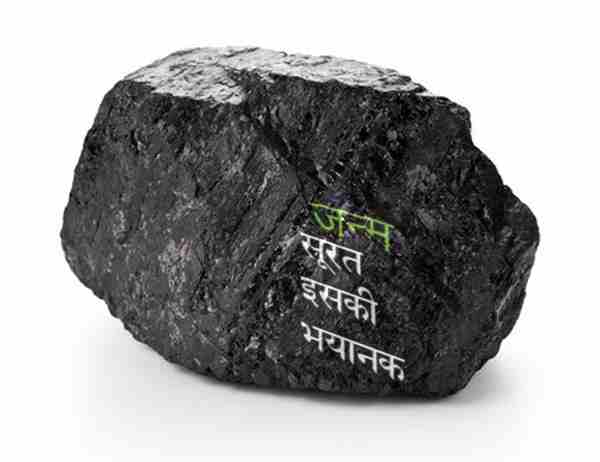 जन्म
सूरत
इसकी
भयानक